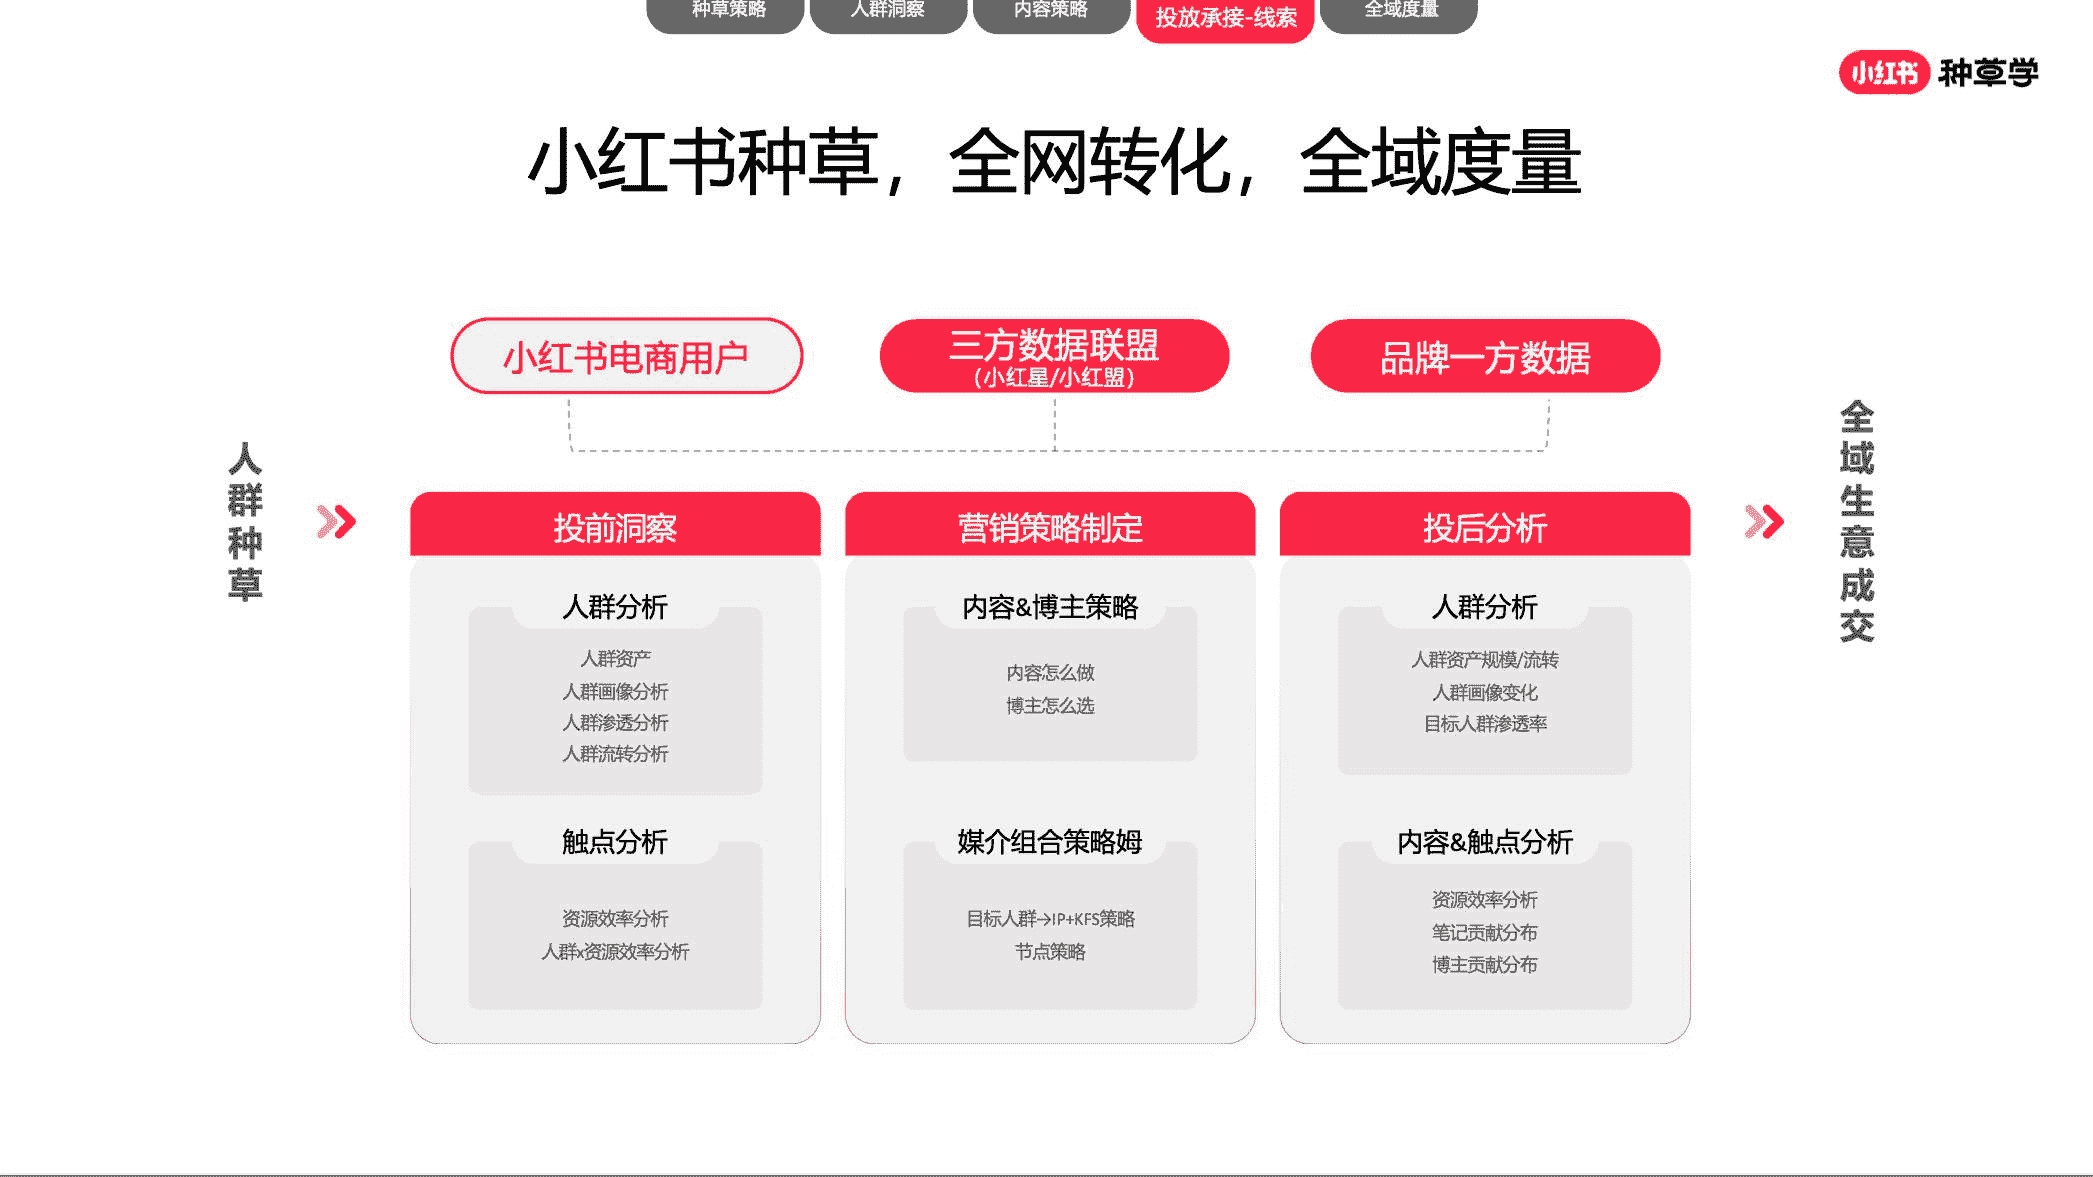 种草策略
人群洞察
内容策略
投放承接-线索
全域度量
小红书 种草学
小红书种草，全网转化，全域度量
小红书电商用户
三方数据联盟
(小红星/小红盟)
品牌一方数据
人群种草
投前洞察
人群分析
人群资产
人群画像分析
人群渗透分析
人群流转分析
触点分析
资源效率分析
人群x资源效率分析
营销策略制定
内容&博主策略
内容怎么做
博主怎么选
媒介组合策略姆
目标人群→IP+KFS策略
节点策略
投后分析
人群分析
人群资产规模/流转
人群画像变化
目标人群渗透率
内容&触点分析
资源效率分析
笔记贡献分布
博主贡献分布
全域生意成交